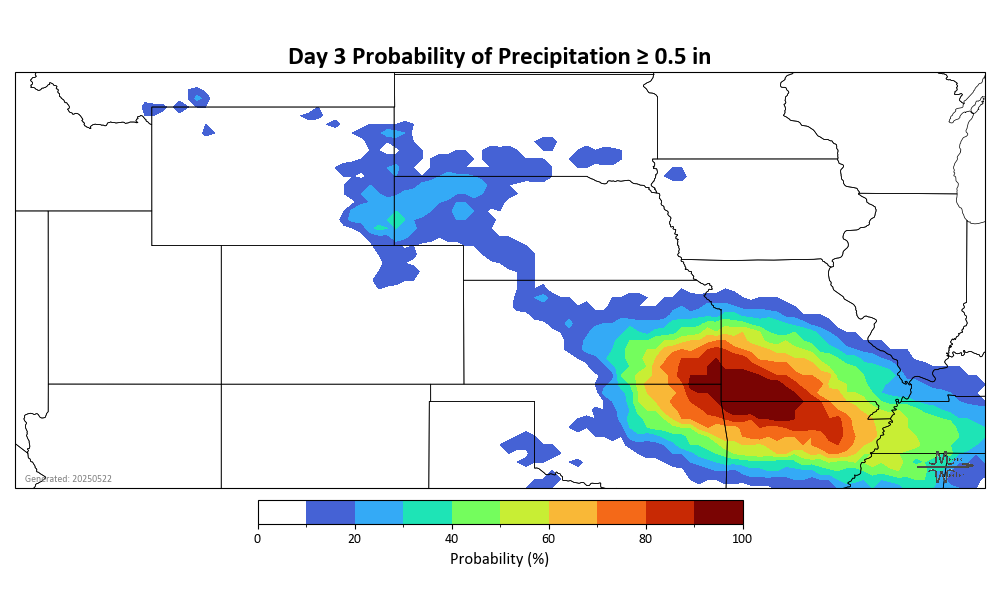 Day 3 Probability of Precipitation ≥ 0.5 in
Generated: 20250522
0 20 40 60 80 100
Probability (%)